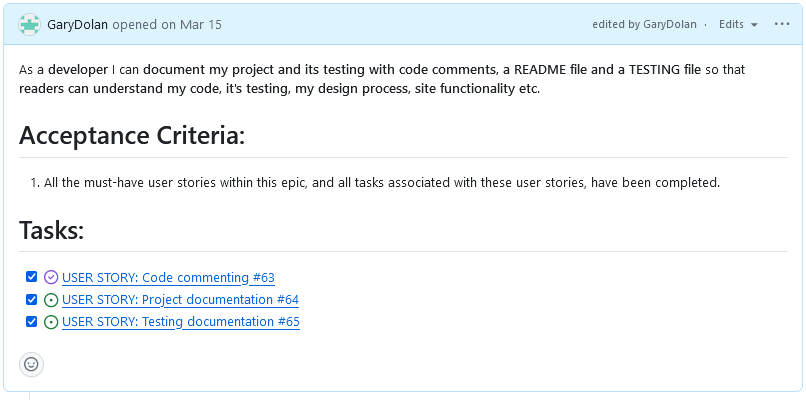 GaryDolan opened on Mar 15 edited by GaryDolan · Edits
As a developer I can document my project and its testing with code comments, a README file and a TESTING file so that
readers can understand my code, it's testing, my design process, site functionality etc.
Acceptance Criteria:
1. All the must-have user stories within this epic, and all tasks associated with these user stories, have been completed.
Tasks:
USER STORY: Code commenting #63
USER STORY: Project documentation #64
USER STORY: Testing documentation #65